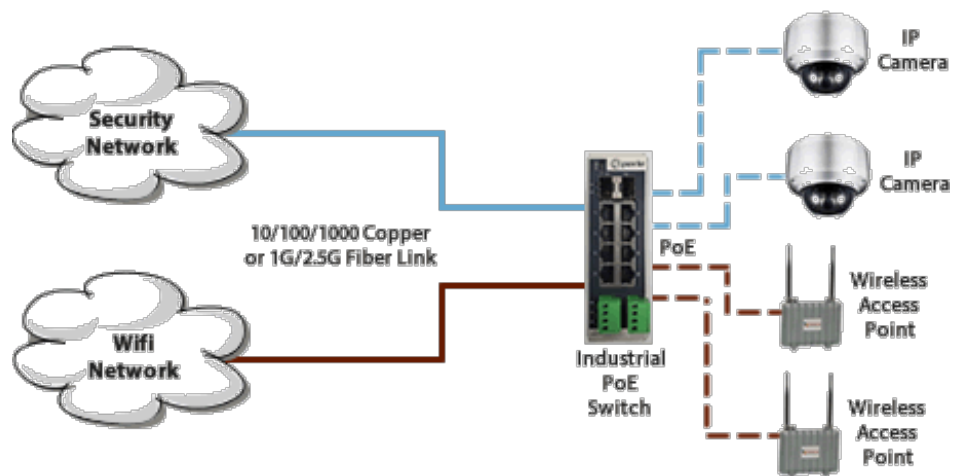 IP
Camera
Security
Network
IP
Camera
10/100/1000 Copper
or 1G/2.5G Fiber Link
PoE
Wireless
Access
Point
Wifi
Network
Industrial
PoE
Switch
Wireless
Access
Point